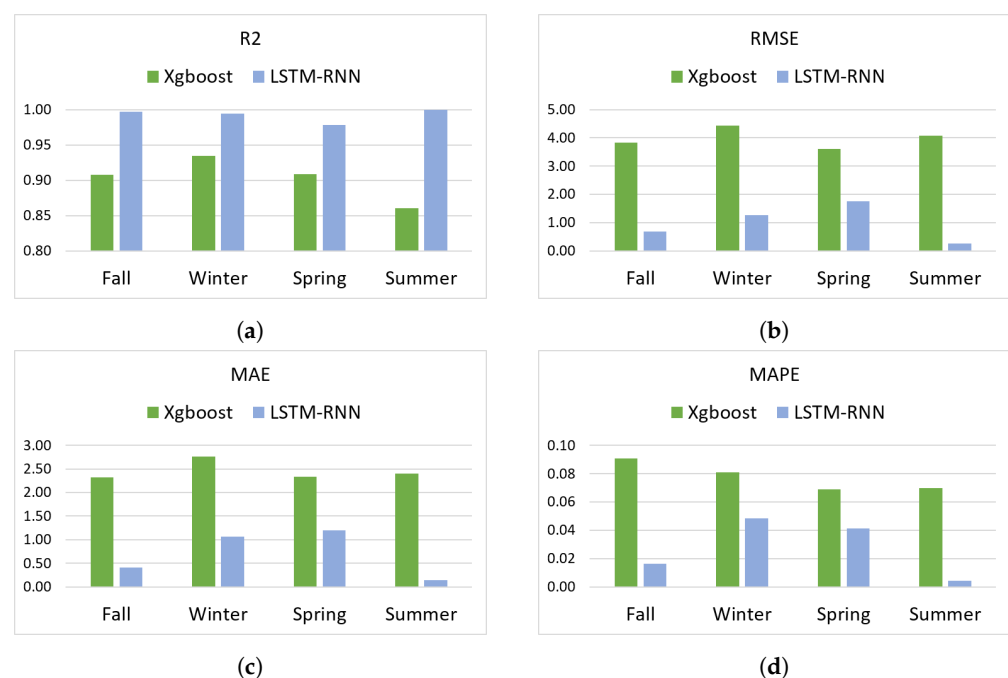 R2
Xgboost LSTM-RNN
1.00
0.95
0.90
0.85
0.80
Fall Winter Spring Summer
(a)
RMSE
Xgboost LSTM-RNN
5.00
4.00
3.00
2.00
1.00
0.00
Fall Winter Spring Summer
(b)
MAE
Xgboost LSTM-RNN
3.00
2.50
2.00
1.50
1.00
0.50
0.00
Fall Winter Spring Summer
(c)
MAPE
Xgboost LSTM-RNN
0.10
0.08
0.06
0.04
0.02
0.00
Fall Winter Spring Summer
(d)